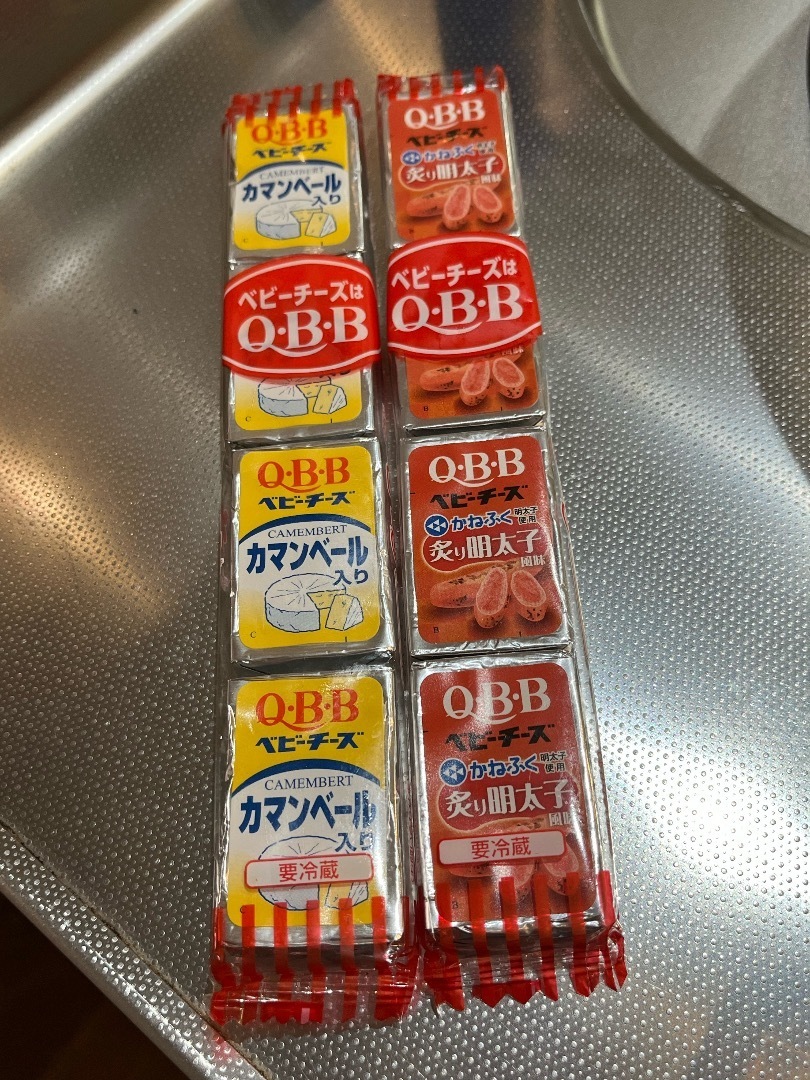 Q・B・B
ベビーチーズ
CAMEMBERT
カマンベール
入り
C
ベビーチーズは
Q・B・B
C
Q・B・B
ベビーチーズ
CAMEMBERT
カマンベール
入り
C
Q・B・B
ベビーチーズ
CAMEMBERT
カマンベール
入り
要冷蔵
Q・B・B
ベビーチーズ
かねふく
炙り明太子
風味
ベビーチーズは
Q・B・B
風味
B
Q・B・B
ベビーチーズ
かねふく 明太子使用
炙り明太子
風味
B
Q・B・B
ベビーチーズ
かねふく 明太子使用
炙り明太子
風味
要冷蔵